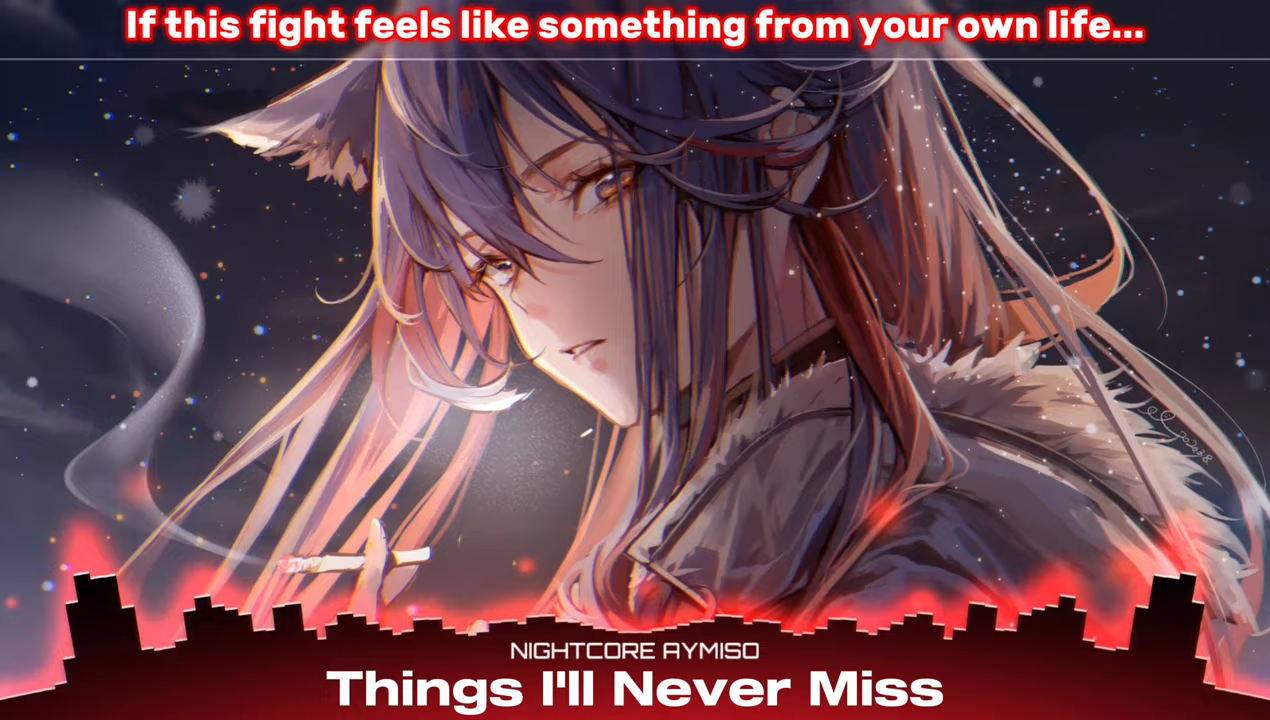 If this fight feels like something from your own life...
NIGHTCORE AYMISO
Things I'll Never Miss